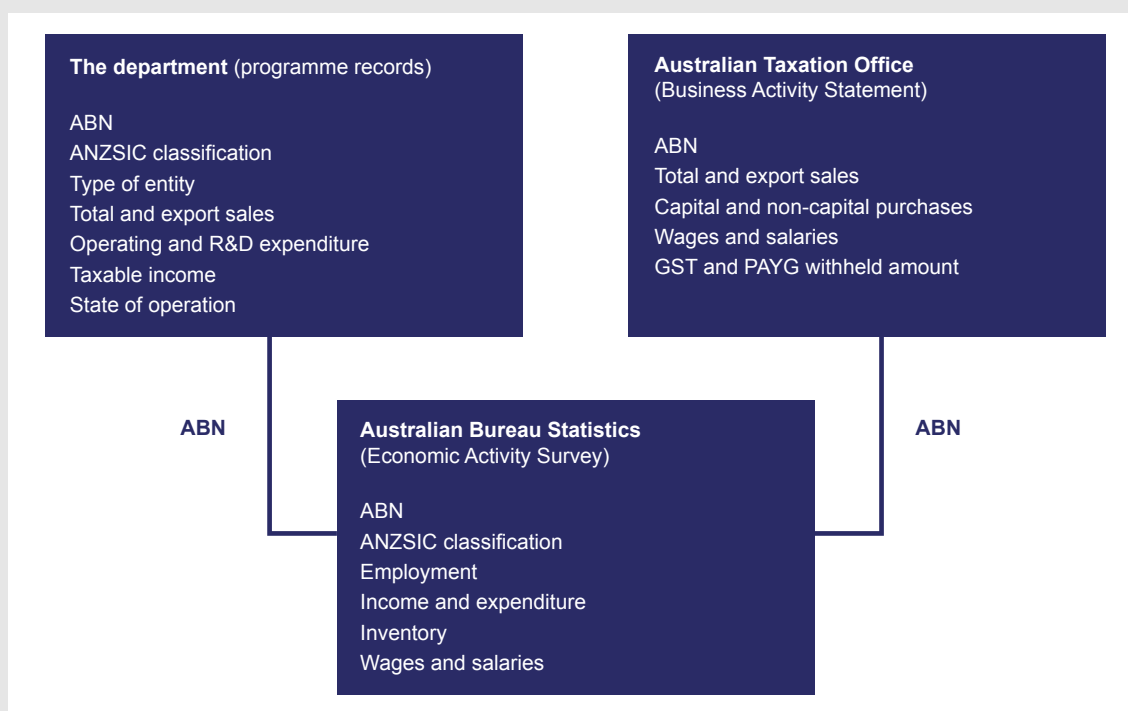 The department (programme records)
ABN
ANZSIC classification
Type of entity
Total and export sales
Operating and R&D expenditure
Taxable income
State of operation
Australian Taxation Office
(Business Activity Statement)
ABN
Total and export sales
Capital and non-capital purchases
Wages and salaries
GST and PAYG withheld amount
ABN
ABN
Australian Bureau Statistics
(Economic Activity Survey)
ABN
ANZSIC classification
Employment
Income and expenditure
Inventory
Wages and salaries